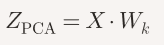 Z_PCA = X · W_k